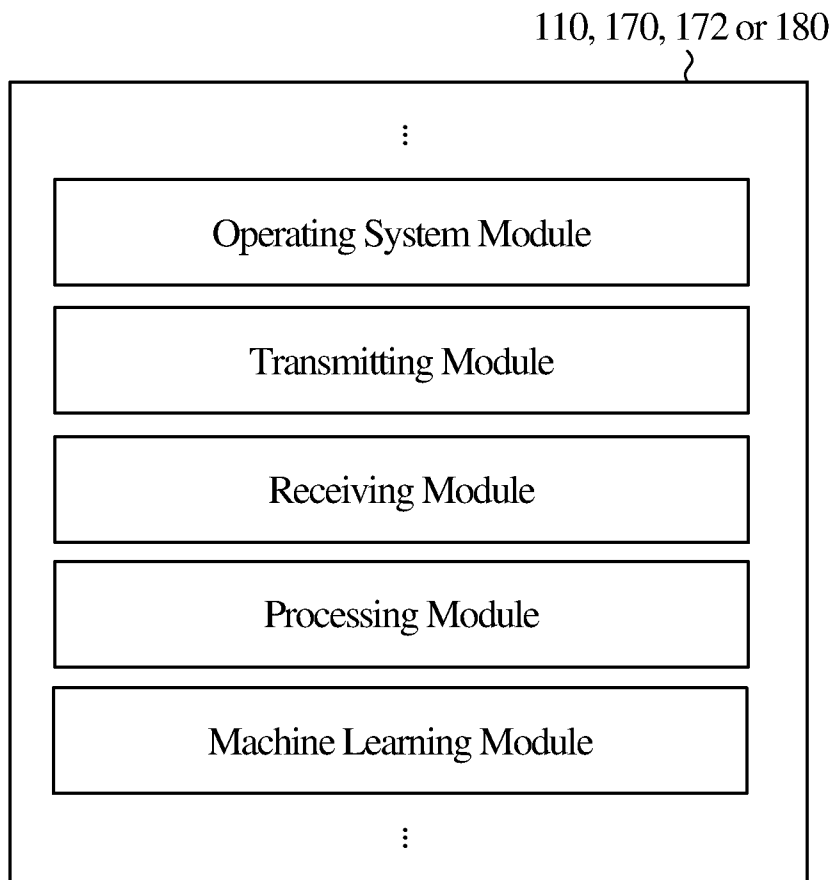 110, 170, 172 or 180
⋮
Operating System Module
Transmitting Module
Receiving Module
Processing Module
Machine Learning Module
⋮